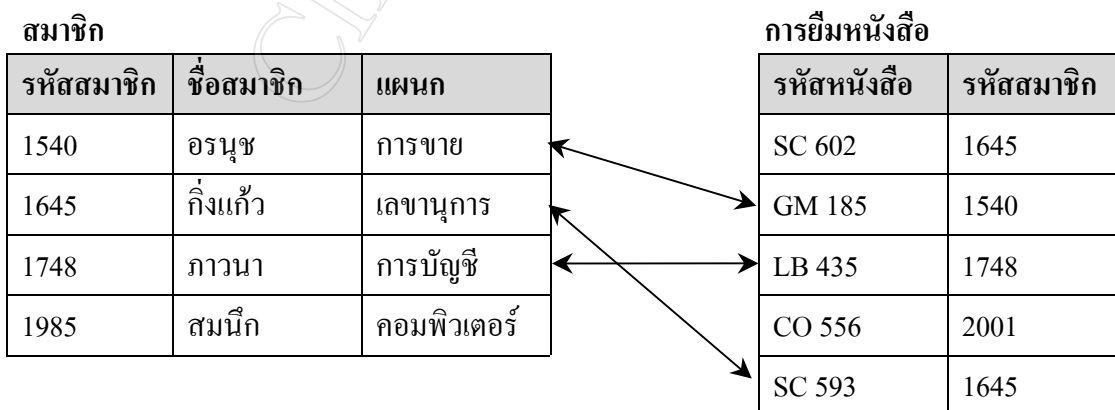 สมาชิก
รหัสสมาชิก ชื่อสมาชิก แผนก
1540 อรนุช การขาย
1645 กิ่งแก้ว เลขานุการ
1748 ภาวนา การบัญชี
1985 สมนึก คอมพิวเตอร์
การยืมหนังสือ
รหัสหนังสือ รหัสสมาชิก
SC 602 1645
GM 185 1540
LB 435 1748
CO 556 2001
SC 593 1645